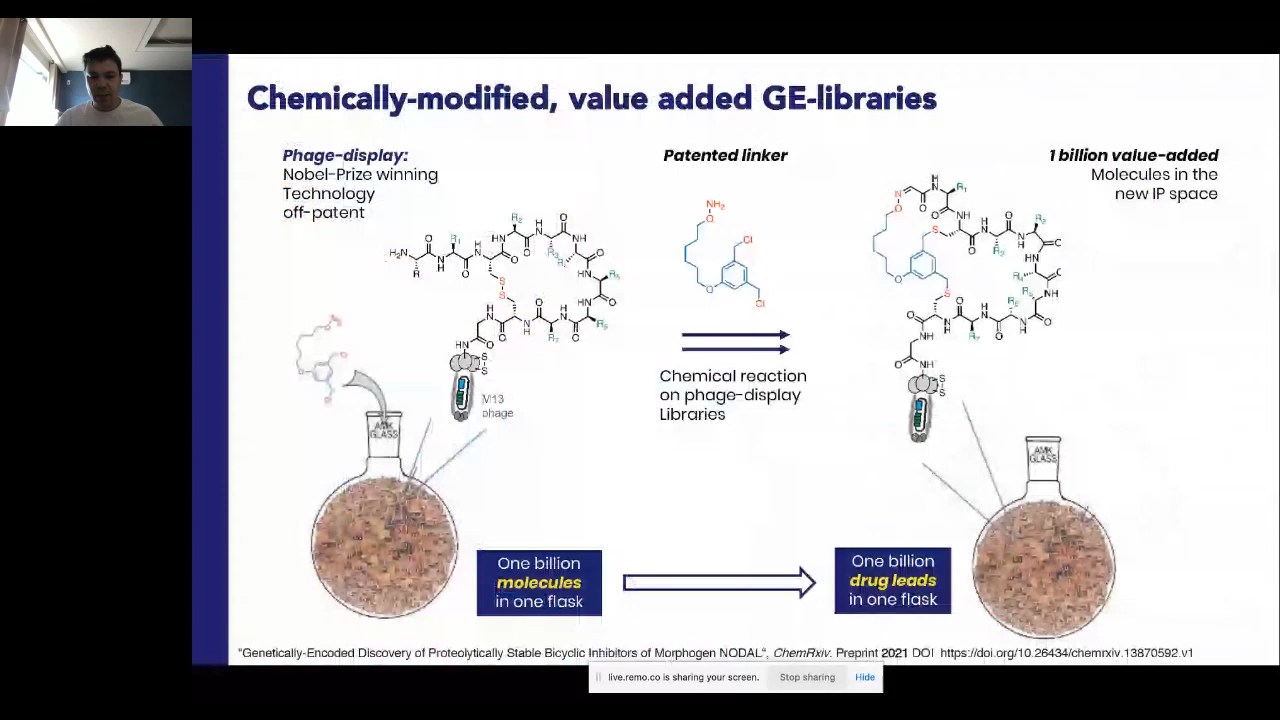 Chemically-modified, value added GE-libraries
Phage-display:
Nobel-Prize winning
Technology
off-patent
Patented linker
1 billion value-added
Molecules in the
new IP space
M13
phage
Chemical reaction
on phage-display
Libraries
AMK
GLASS
AMK
GLASS
One billion
molecules
in one flask
One billion
drug leads
in one flask
"Genetically-Encoded Discovery of Proteolytically Stable Bicyclic Inhibitors of Morphogen NODAL", ChemRxiv. Preprint 2021 DOI https://doi.org/10.26434/chemrxiv.13870592.v1
live.remo.co is sharing your screen.
Stop sharing
Hide